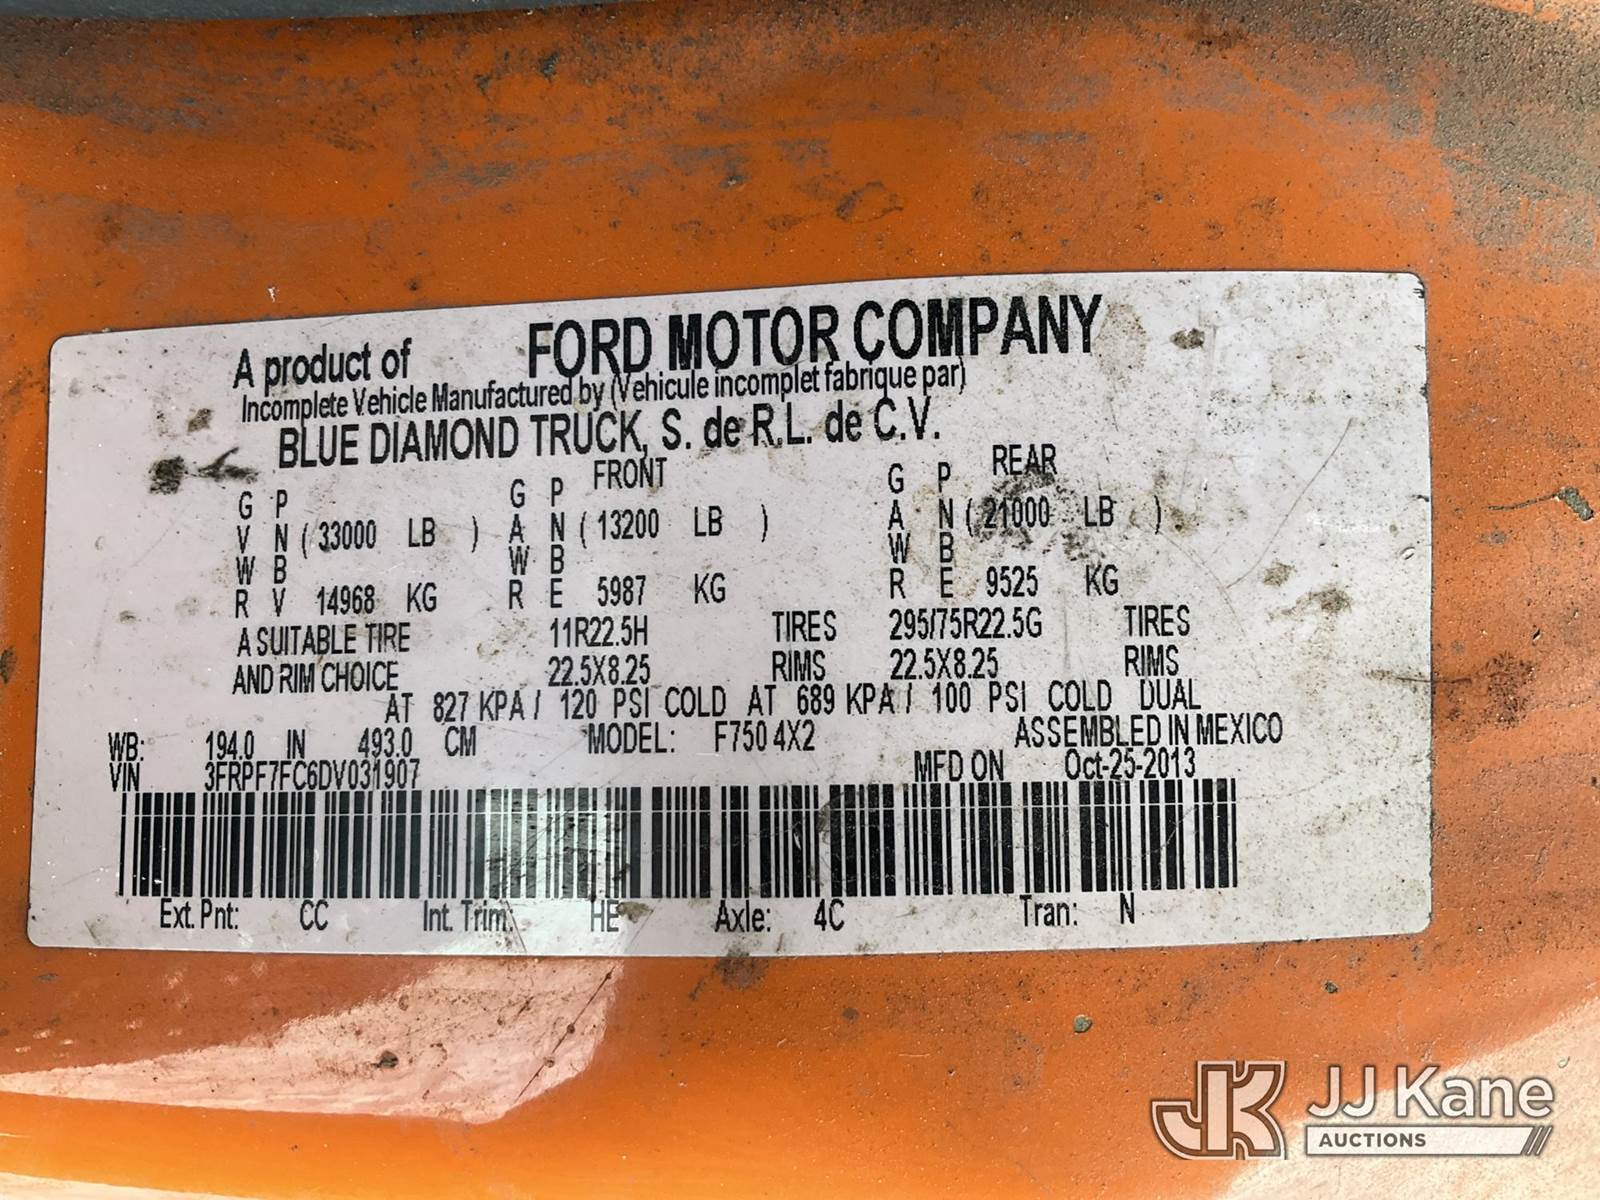 A product of FORD MOTOR COMPANY
Incomplete Vehicle Manufactured by (Vehicule incomplet fabrique par)
BLUE DIAMOND TRUCK, S. de R.L. de C.V.
FRONT REAR
G P G P G P
V N ( 33000 LB ) A N ( 13200 LB ) A N ( 21000 LB )
W B W B W B
R V 14968 KG R E 5987 KG R E 9525 KG
A SUITABLE TIRE 11R22.5H TIRES 295/75R22.5G TIRES
AND RIM CHOICE 22.5X8.25 RIMS 22.5X8.25 RIMS
AT 827 KPA / 120 PSI COLD AT 689 KPA / 100 PSI COLD DUAL
WB: 194.0 IN 493.0 CM MODEL: F750 4X2 ASSEMBLED IN MEXICO
VIN 3FRPF7FC6DV031907 MFD ON Oct-25-2013
Ext. Pnt: CC Int. Trim: HE Axle: 4C Tran: N
JK JJ Kane
AUCTIONS